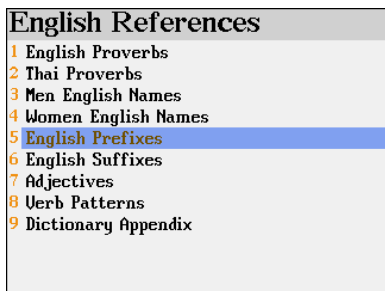 English References
1 English Proverbs
2 Thai Proverbs
3 Men English Names
4 Women English Names
5 English Prefixes
6 English Suffixes
7 Adjectives
8 Verb Patterns
9 Dictionary Appendix